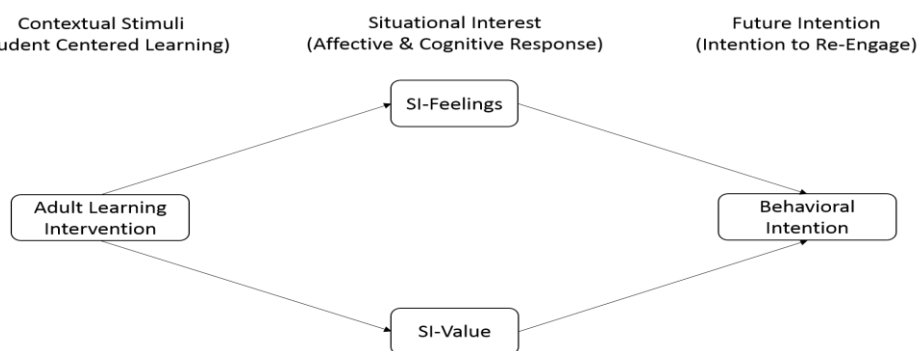 Contextual Stimuli
Situational Interest
Future Intention
udent Centered Learning)
(Affective & Cognitive Response)
(Intention to Re-Engage)
SI-Feelings
Adult Learning
Intervention
Behavioral
Intention
SI-Value